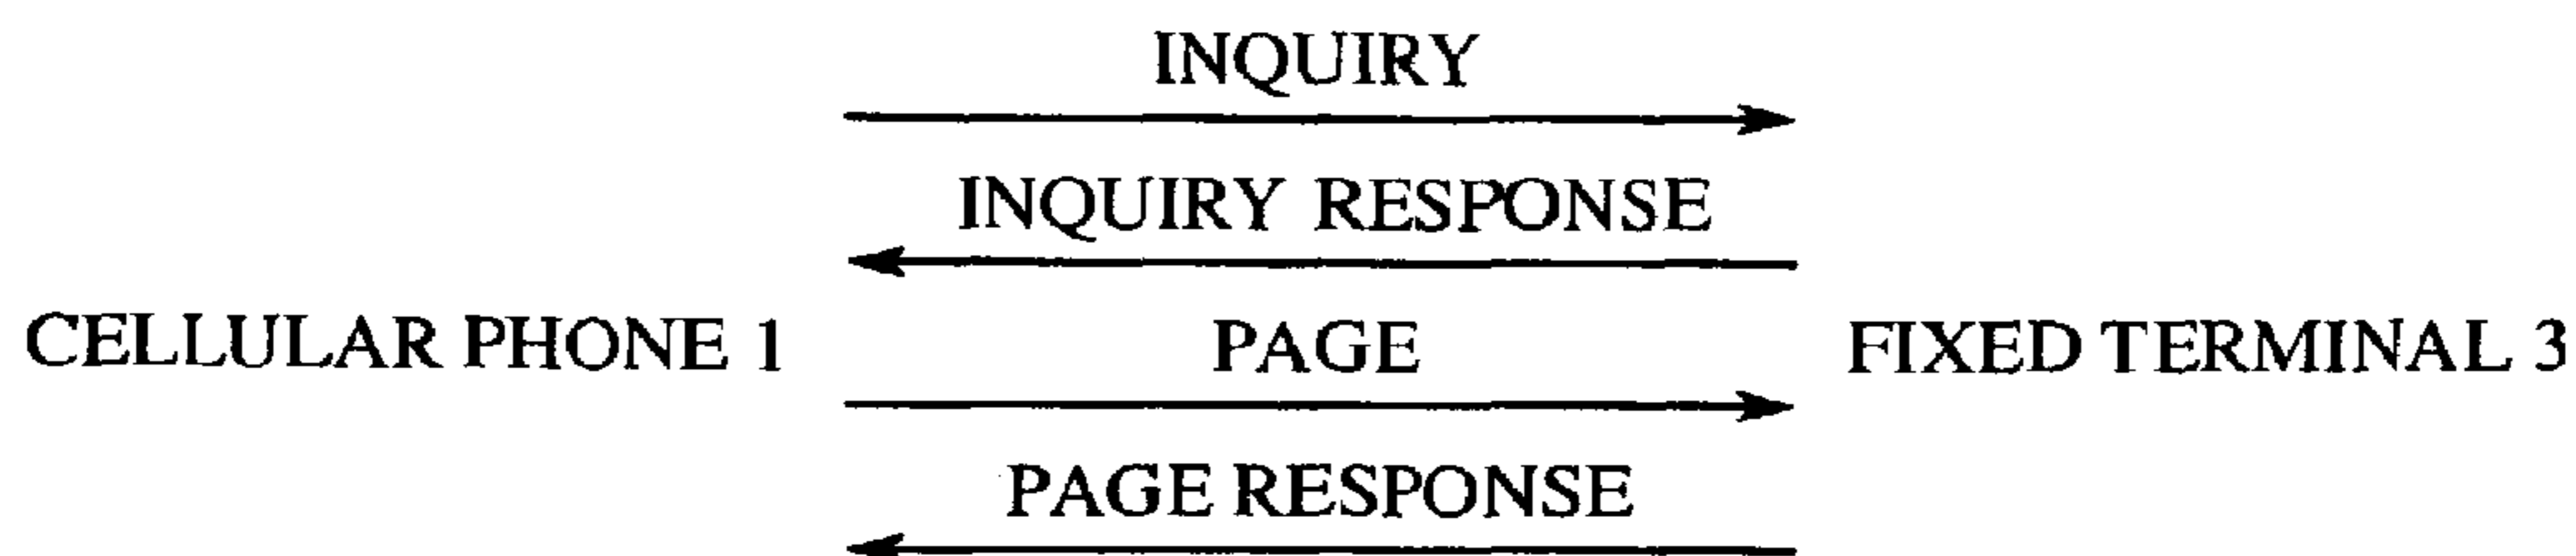 INQUIRY
INQUIRY RESPONSE
CELLULAR PHONE 1
PAGE
FIXED TERMINAL 3
PAGE RESPONSE